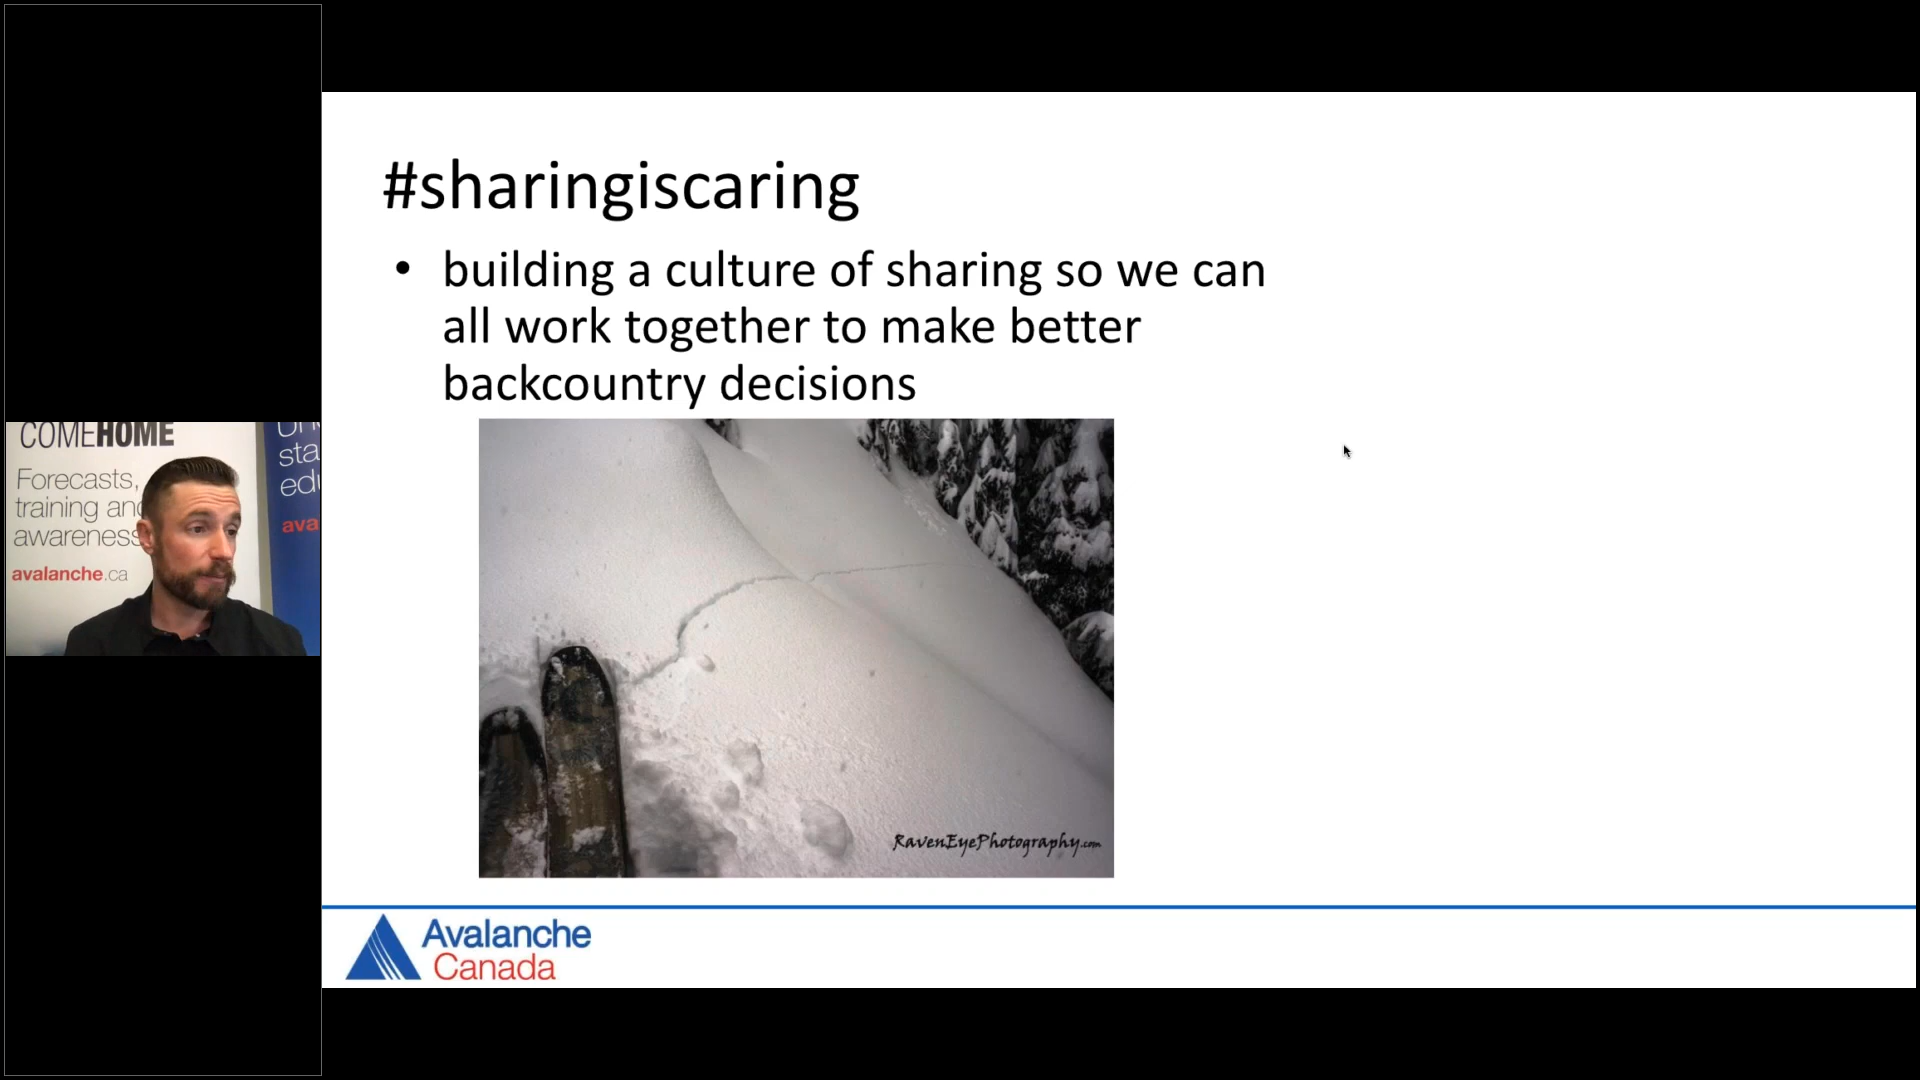 #sharingiscaring
• building a culture of sharing so we can
all work together to make better
backcountry decisions
RavenEyePhotography.com
Avalanche
Canada
COMEHOME
Forecasts,
training and
awareness
avalanche.ca
sta
edu
ava